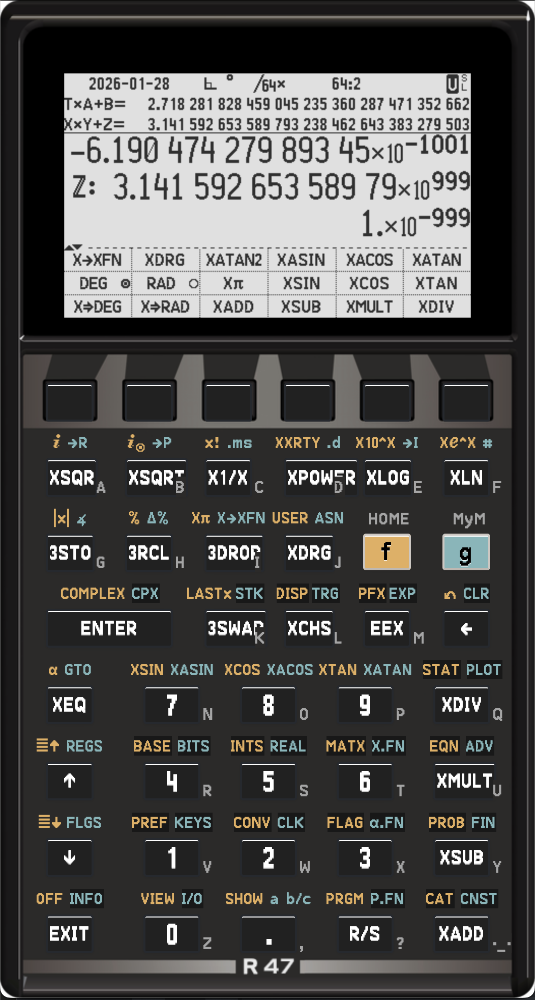 2026-01-28 ⊾° /64× 64:2 U S L
T×A+B= 2.718 281 828 459 045 235 360 287 471 352 662
X×Y+Z= 3.141 592 653 589 793 238 462 643 383 279 503
-6.190 474 279 893 45×10⁻¹⁰⁰¹
Z: 3.141 592 653 589 79×10⁹⁹⁹
1.×10⁻⁹⁹⁹
X→XFN XDRG XATAN2 XASIN XACOS XATAN
DEG RAD Xπ XSIN XCOS XTAN
X⇒DEG X⇒RAD XADD XSUB XMULT XDIV
i →R i⊙ →P x! .ms XXRTY .d X10^X →I Xe^X #
XSQR A XSQRT B X1/X C XPOWER D XLOG E XLN F
|x| ∡ % Δ% Xπ X→XFN USER ASN HOME MyM
3STO G 3RCL H 3DROP I XDRG J f g
COMPLEX CPX LASTx STK DISP TRG PFX EXP ↶ CLR
ENTER 3SWAP K XCHS L EEX M ←
α GTO XSIN XASIN XCOS XACOS XTAN XATAN STAT PLOT
XEQ 7 N 8 O 9 P XDIV Q
≡↑ REGS BASE BITS INTS REAL MATX X.FN EQN ADV
↑ 4 R 5 S 6 T XMULT U
≡↓ FLGS PREF KEYS CONV CLK FLAG α.FN PROB FIN
↓ 1 V 2 W 3 X XSUB Y
OFF INFO VIEW I/O SHOW a b/c PRGM P.FN CAT CNST
EXIT 0 Z . , R/S ? XADD ._.
R 47